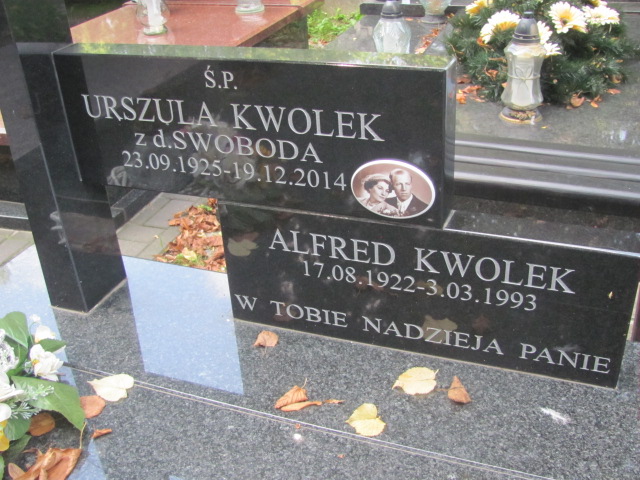 Ś.P.
URSZULA KWOLEK
z d.SWOBODA
23.09.1925-19.12.2014
ALFRED KWOLEK
17.08.1922-3.03.1993
W TOBIE NADZIEJA PANIE